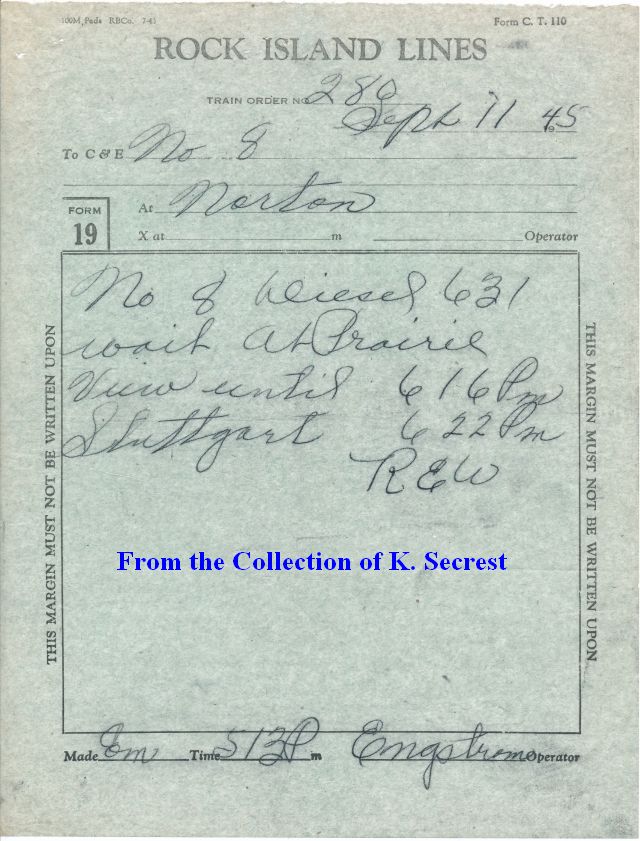 100M, Pads RBCo. 7-41 Form C. T. 110
ROCK ISLAND LINES
TRAIN ORDER NO. 280
Sept 11 1945
To C & E No 8
FORM 19
At Norton
X at m Operator
No 8 Diesel 631
wait At Prairie
View until 616 Pm
Stuttgart 622 Pm
REW
THIS MARGIN MUST NOT BE WRITTEN UPON
THIS MARGIN MUST NOT BE WRITTEN UPON
From the Collection of K. Secrest
Made Com Time 513 P m Engstrom Operator